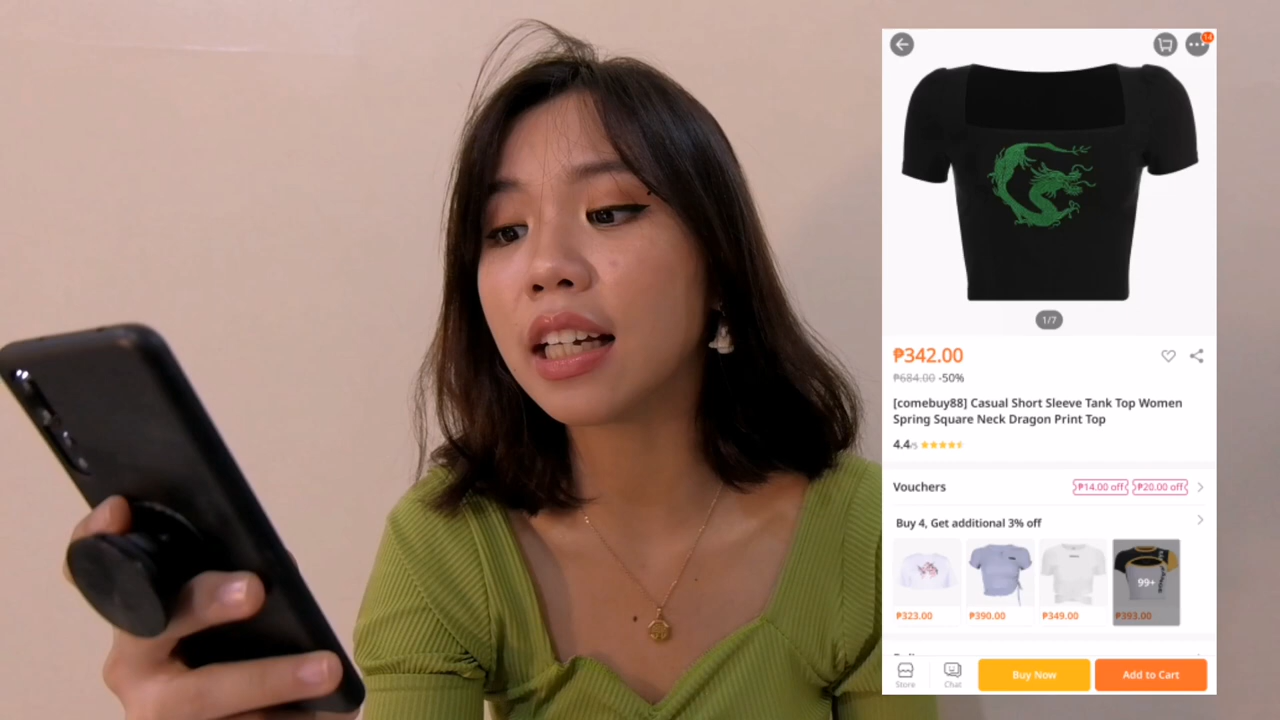 14
1/7
₱342.00
₱684.00 -50%
[comebuy88] Casual Short Sleeve Tank Top Women
Spring Square Neck Dragon Print Top
4.4/5
Vouchers
₱14.00 off
₱20.00 off
Buy 4, Get additional 3% off
99+
₱323.00
₱390.00
₱349.00
₱393.00
Store
Chat
Buy Now
Add to Cart